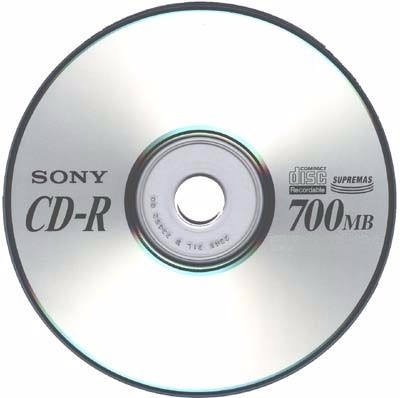 SONY
CD-R
COMPACT
disc
Recordable
SUPREMAS
700MB